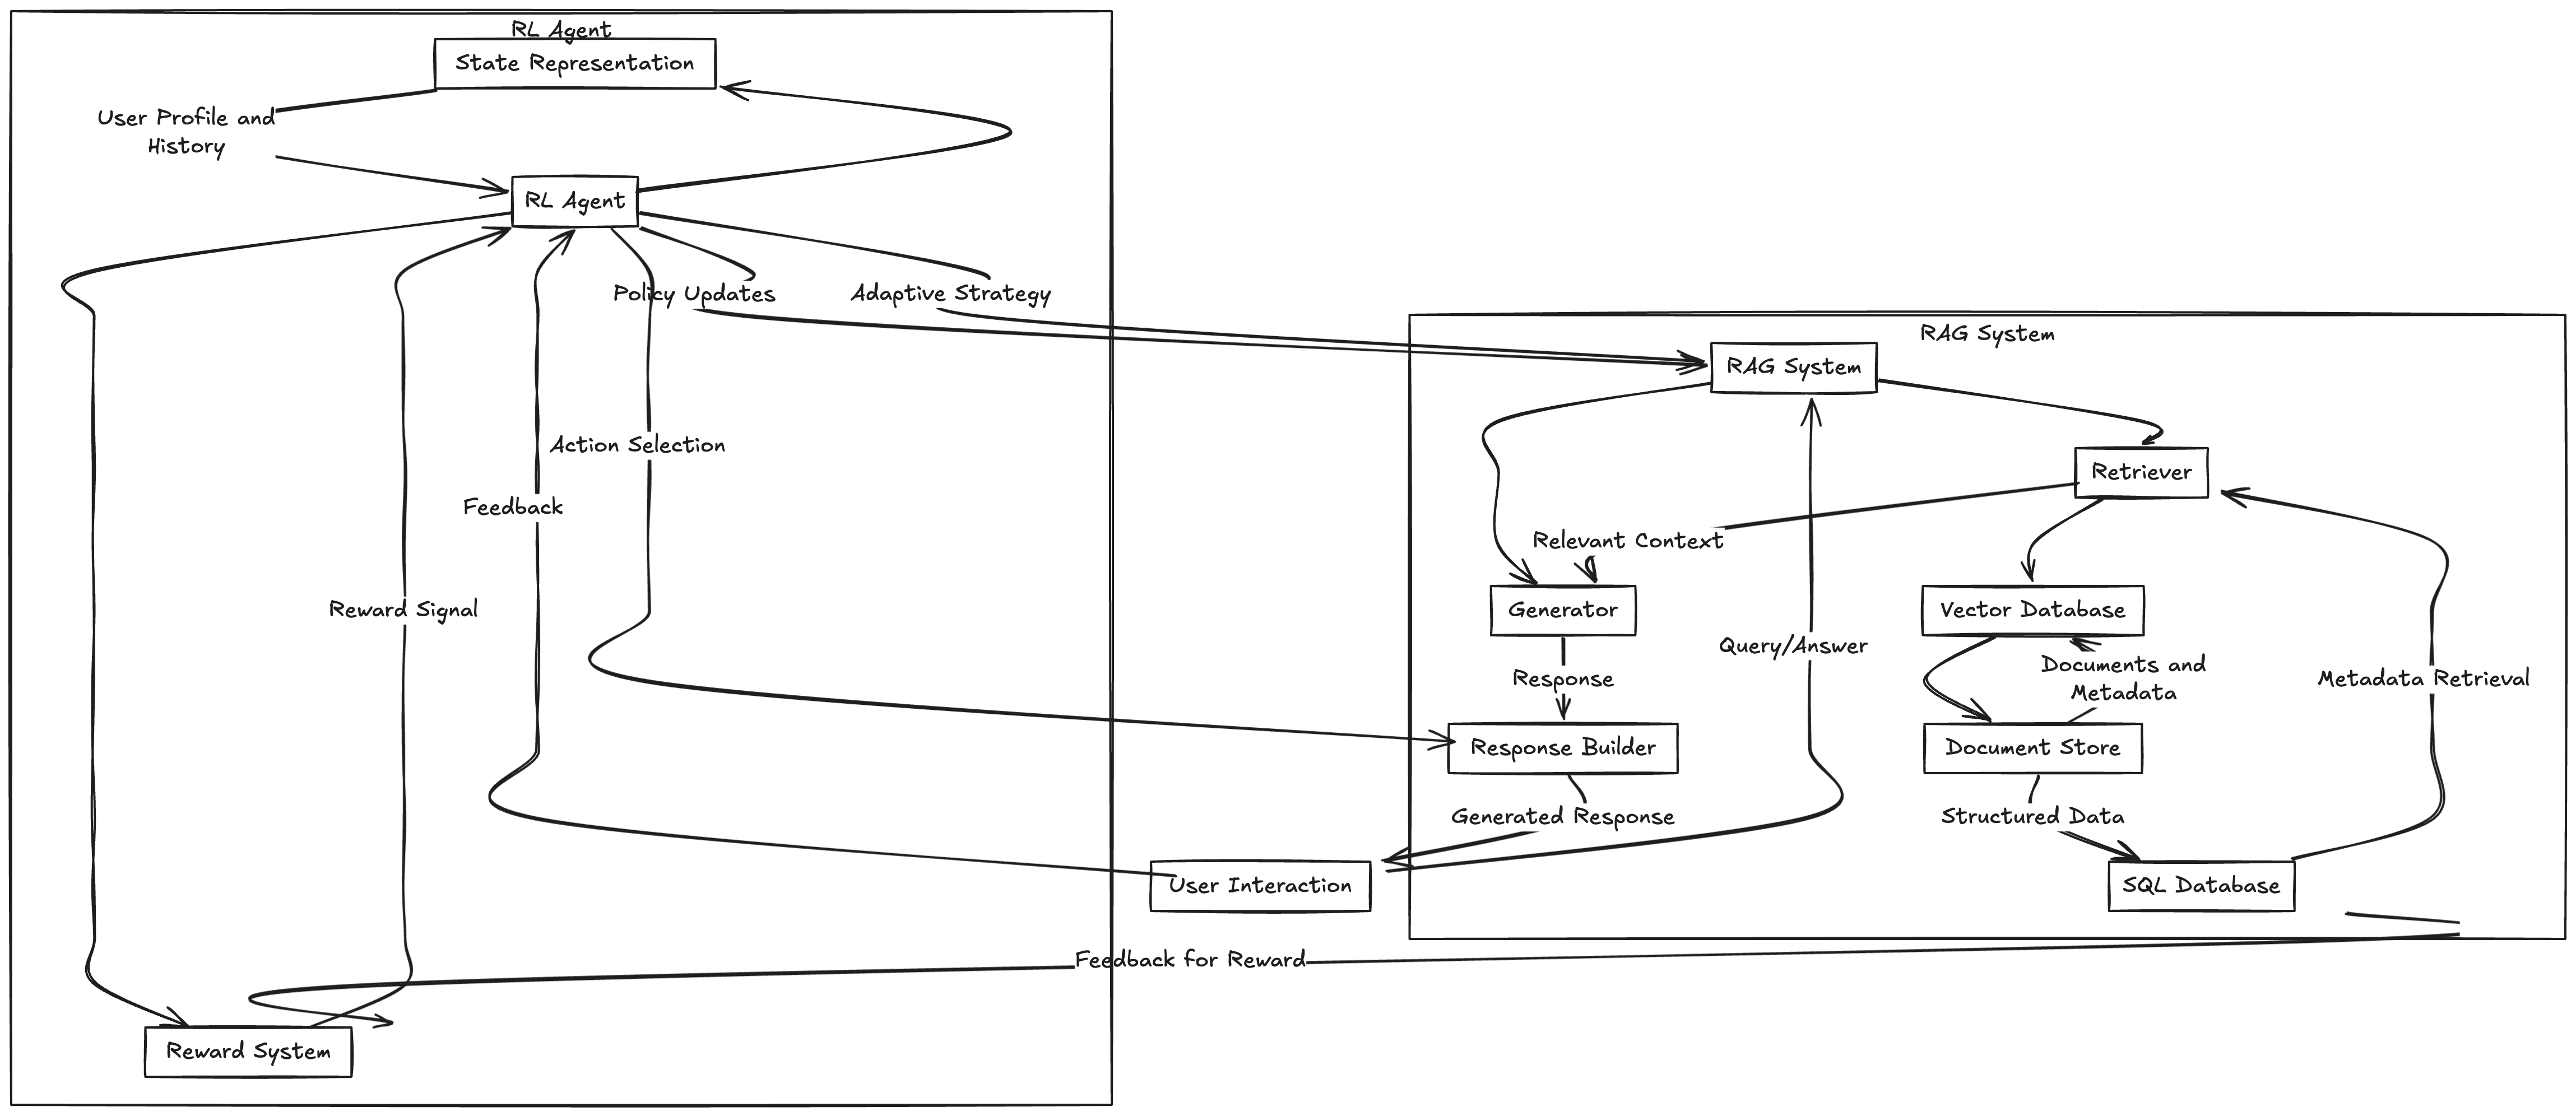 RL Agent
State Representation
User Profile and
History
RL Agent
Policy Updates
Adaptive Strategy
RAG System
RAG System
Action Selection
Retriever
Feedback
Relevant Context
Reward Signal
Generator
Vector Database
Query/Answer
Documents and
Metadata
Response
Metadata Retrieval
Response Builder
Document Store
Generated Response
Structured Data
User Interaction
SQL Database
Feedback for Reward
Reward System